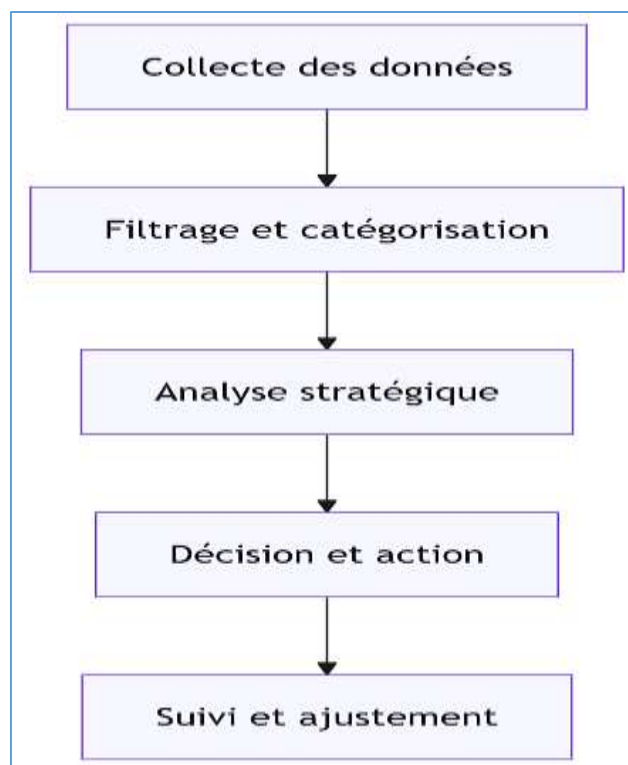 Collecte des données
Filtrage et catégorisation
Analyse stratégique
Décision et action
Suivi et ajustement